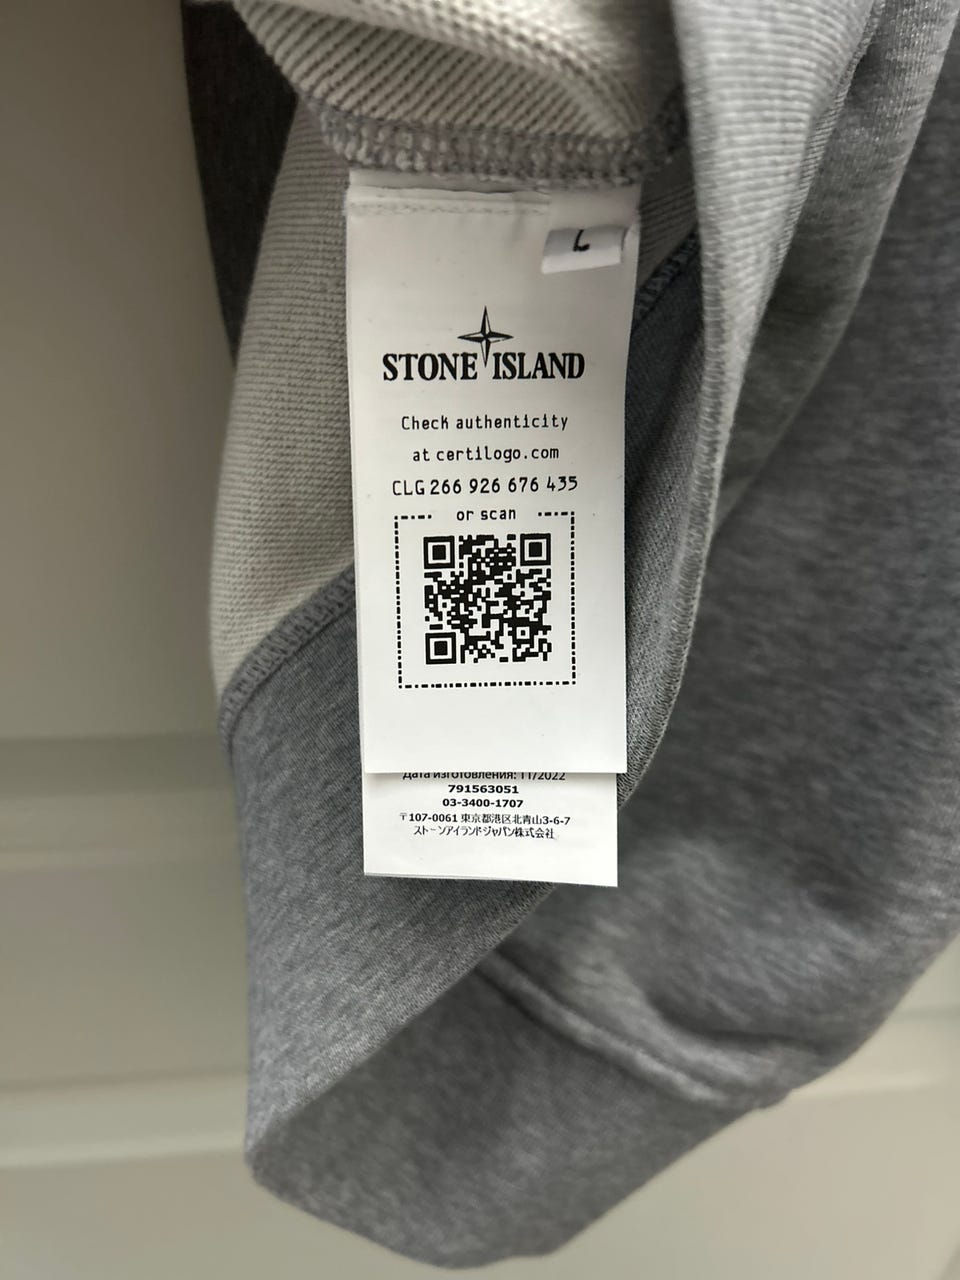 L
STONE ISLAND
Check authenticity
at certilogo.com
CLG 266 926 676 435
or scan
Дата изготовления: 11/2022
791563051
03-3400-1707
〒107-0061 東京都港区北青山3-6-7
ストーンアイランドジャパン株式会社